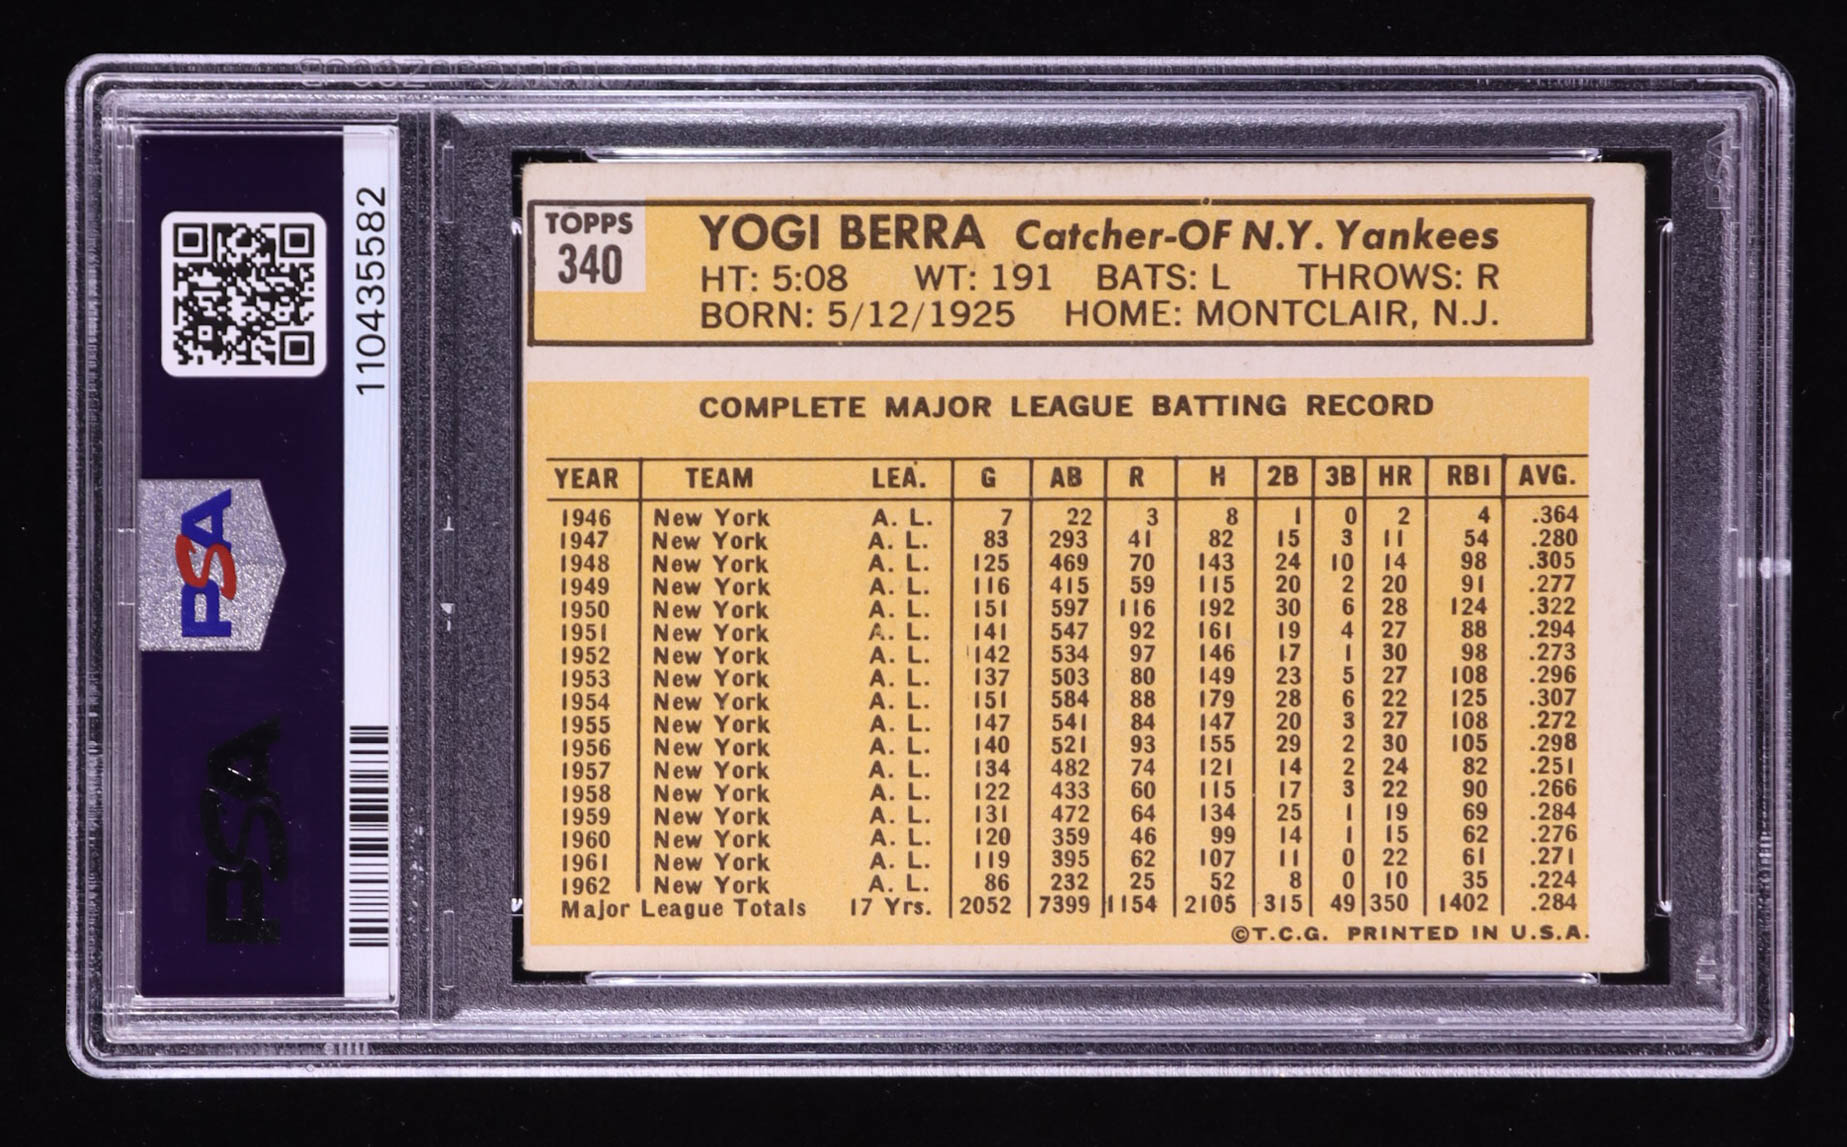 110435582
PSA
PSA
TOPPS
340
YOGI BERRA Catcher-OF N.Y. Yankees
HT: 5:08 WT: 191 BATS: L THROWS: R
BORN: 5/12/1925 HOME: MONTCLAIR, N.J.
COMPLETE MAJOR LEAGUE BATTING RECORD
YEAR TEAM LEA. G AB R H 2B 3B HR RBI AVG.
1946 New York A. L. 7 22 3 8 1 0 2 4 .364
1947 New York A. L. 83 293 41 82 15 3 11 54 .280
1948 New York A. L. 125 469 70 143 24 10 14 98 .305
1949 New York A. L. 116 415 59 115 20 2 20 91 .277
1950 New York A. L. 151 597 116 192 30 6 28 124 .322
1951 New York A. L. 141 547 92 161 19 4 27 88 .294
1952 New York A. L. 142 534 97 146 17 1 30 98 .273
1953 New York A. L. 137 503 80 149 23 5 27 108 .296
1954 New York A. L. 151 584 88 179 28 6 22 125 .307
1955 New York A. L. 147 541 84 147 20 3 27 108 .272
1956 New York A. L. 140 521 93 155 29 2 30 105 .298
1957 New York A. L. 134 482 74 121 14 2 24 82 .251
1958 New York A. L. 122 433 60 115 17 3 22 90 .266
1959 New York A. L. 131 472 64 134 25 1 19 69 .284
1960 New York A. L. 120 359 46 99 14 1 15 62 .276
1961 New York A. L. 119 395 62 107 11 0 22 61 .271
1962 New York A. L. 86 232 25 52 8 0 10 35 .224
Major League Totals 17 Yrs. 2052 7399 1154 2105 315 49 350 1402 .284
©T.C.G. PRINTED IN U.S.A.